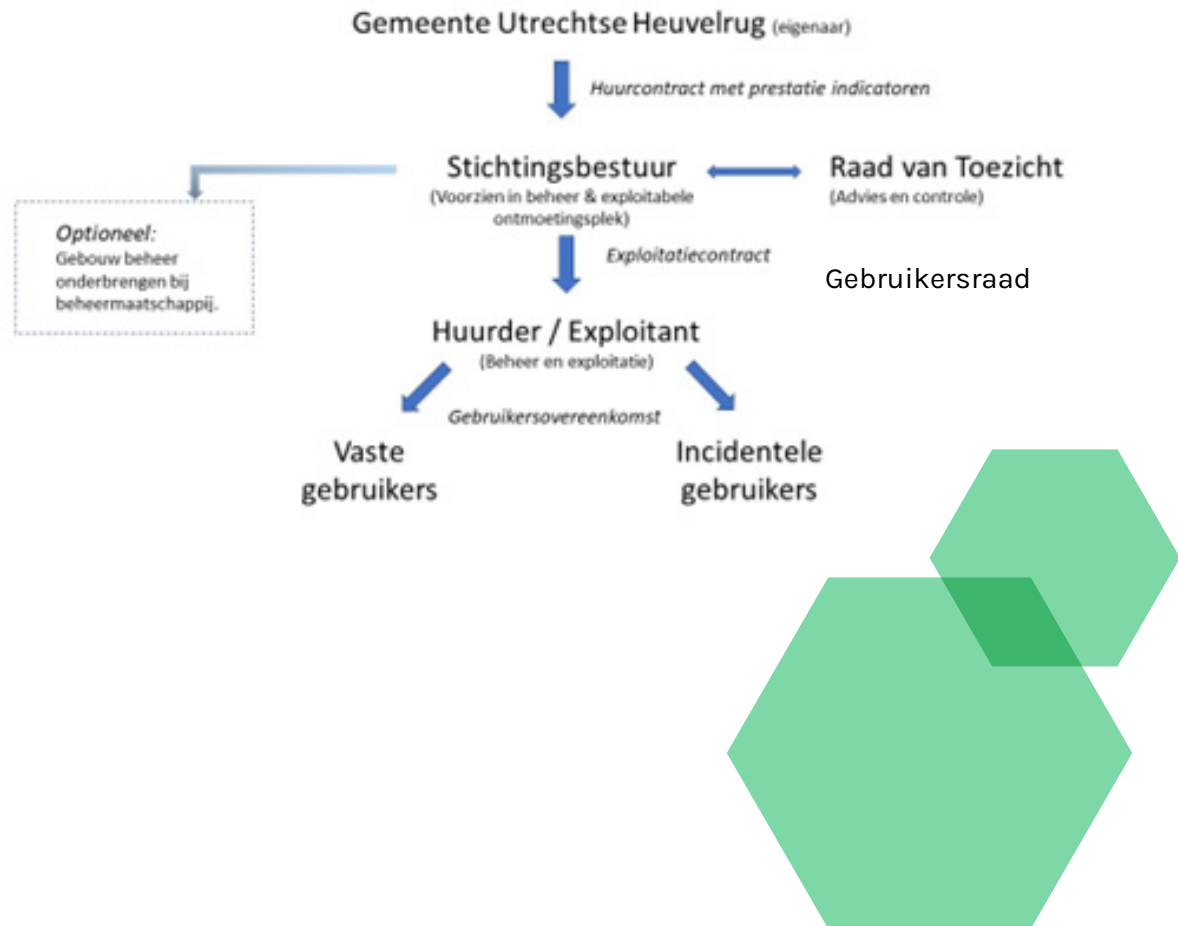 Gemeente Utrechtse Heuvelrug (eigenaar)
Huurcontract met prestatie indicatoren
Stichtingsbestuur
(Voorzien in beheer & exploitabele
ontmoetingsplek)
Raad van Toezicht
(Advies en controle)
Optioneel:
Gebouw beheer
onderbrengen bij
beheermaatschappij.
Exploitatiecontract
Gebruikersraad
Huurder / Exploitant
(Beheer en exploitatie)
Gebruikersovereenkomst
Vaste
gebruikers
Incidentele
gebruikers